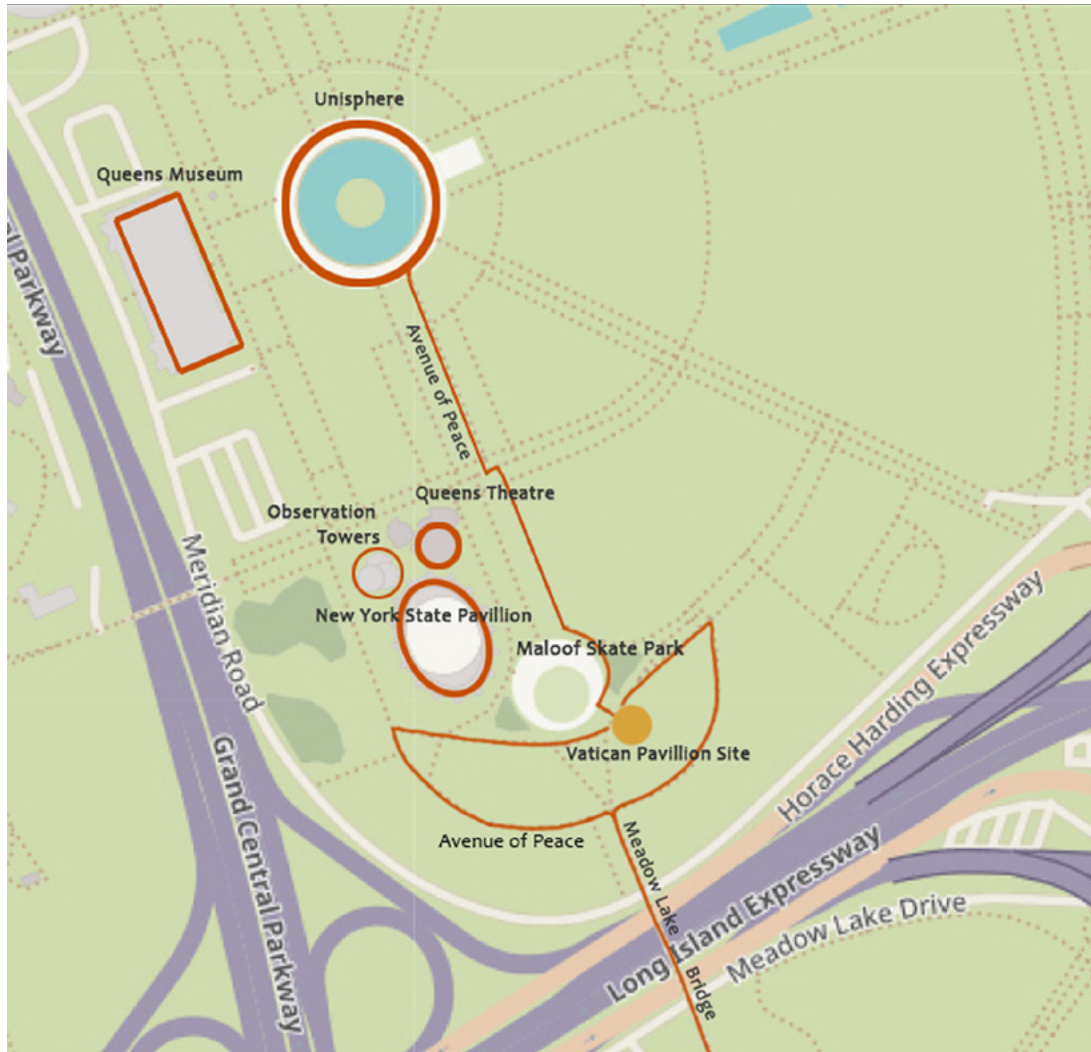 Unisphere
Queens Museum
al Parkway
Avenue of Peace
Queens Theatre
Observation
Towers
New York State Pavillion
Maloof Skate Park
Meridian Road
Vatican Pavillion Site
Horace Harding Expressway
Grand Central Parkway
Avenue of Peace
Meadow Lake Bridge
Long Island Expressway
Meadow Lake Drive